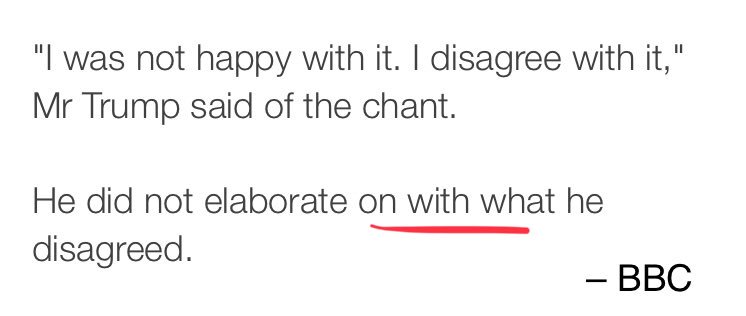 "I was not happy with it. I disagree with it,"
Mr Trump said of the chant.
He did not elaborate on with what he
disagreed.
– BBC